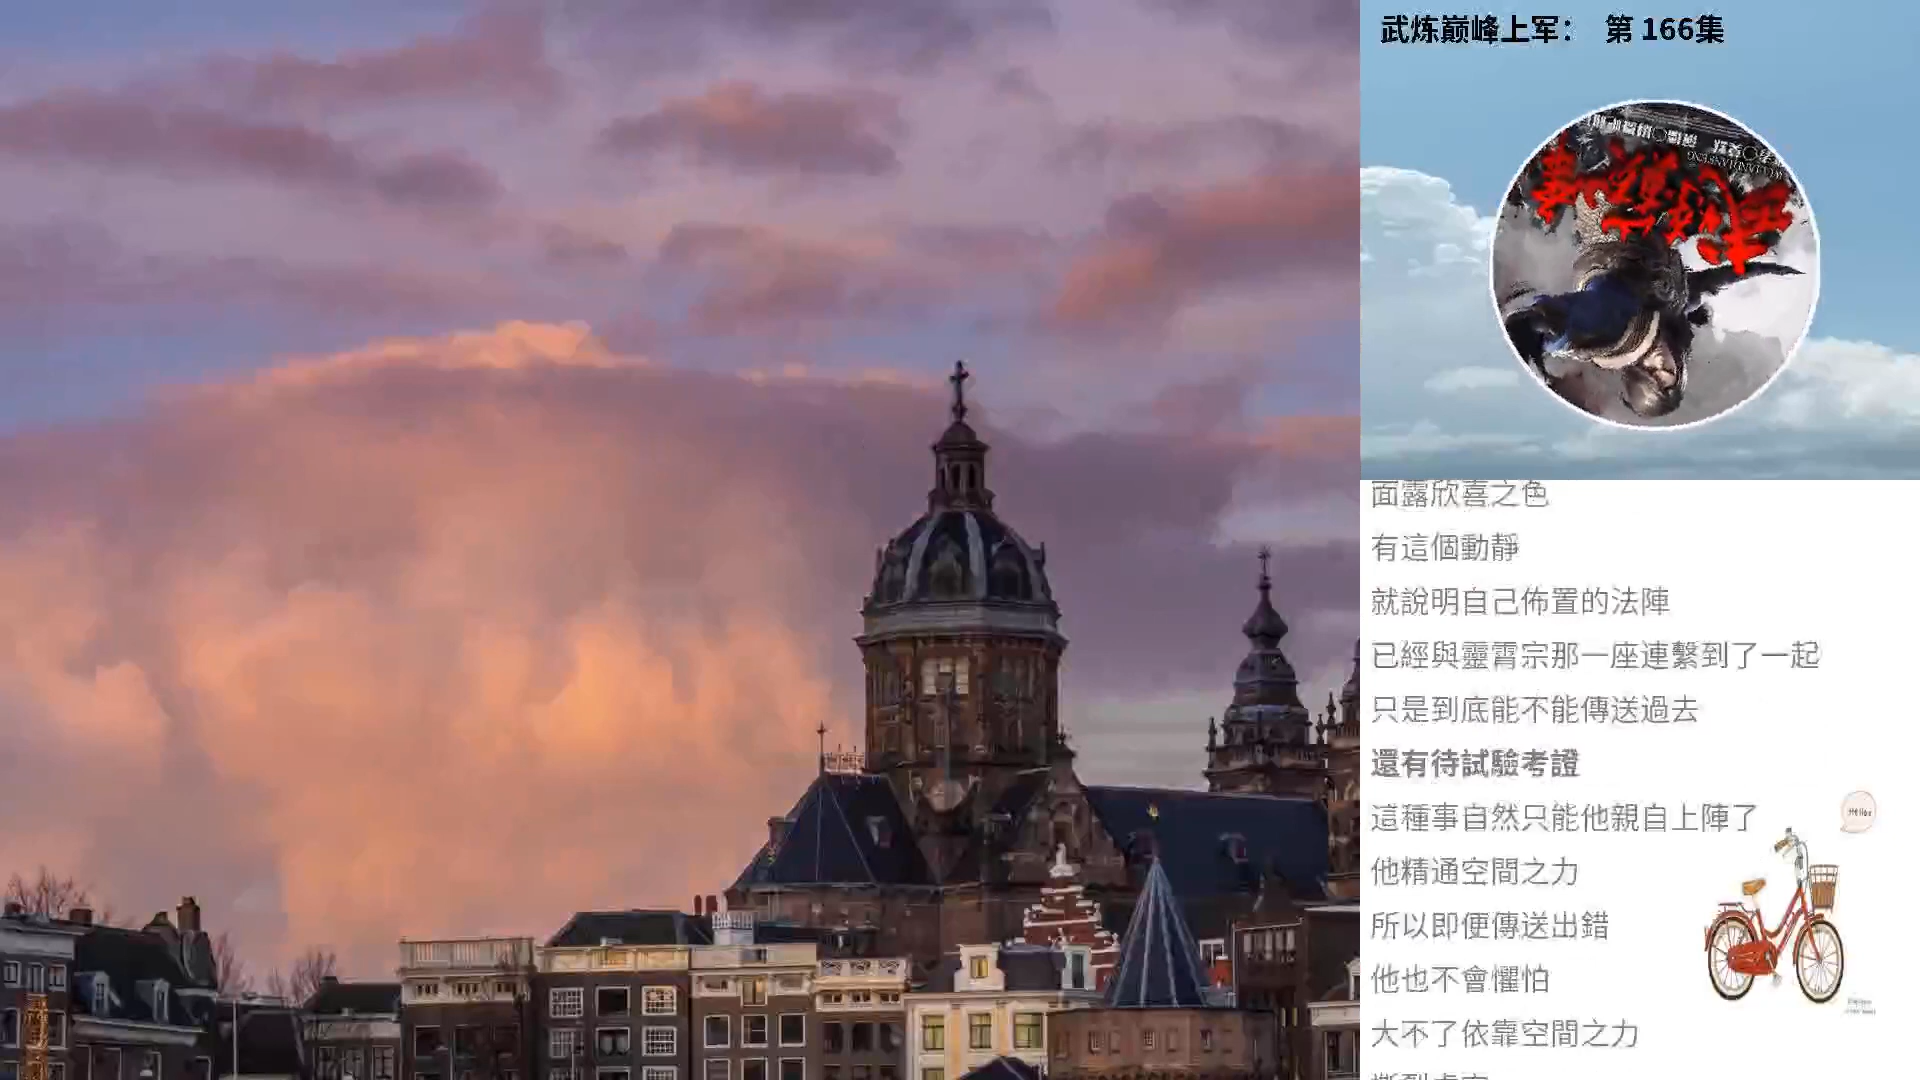 武炼巅峰上军： 第 166集
面露欣喜之色
有這個動靜
就說明自己佈置的法陣
已經與靈霄宗那一座連繫到了一起
只是到底能不能傳送過去
還有待試驗考證
這種事自然只能他親自上陣了
他精通空間之力
所以即便傳送出錯
他也不會懼怕
大不了依靠空間之力